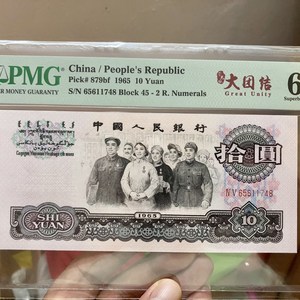 PMG
PAPER MONEY GUARANTY
China / People's Republic
Pick# 879bf 1965 10 Yuan
S/N 65611748 Block 45 - 2 R. Numerals
大团结
Great Unity
6
Superb
中國人民銀行
拾圓
65611748
SHI
YUAN
1965
10